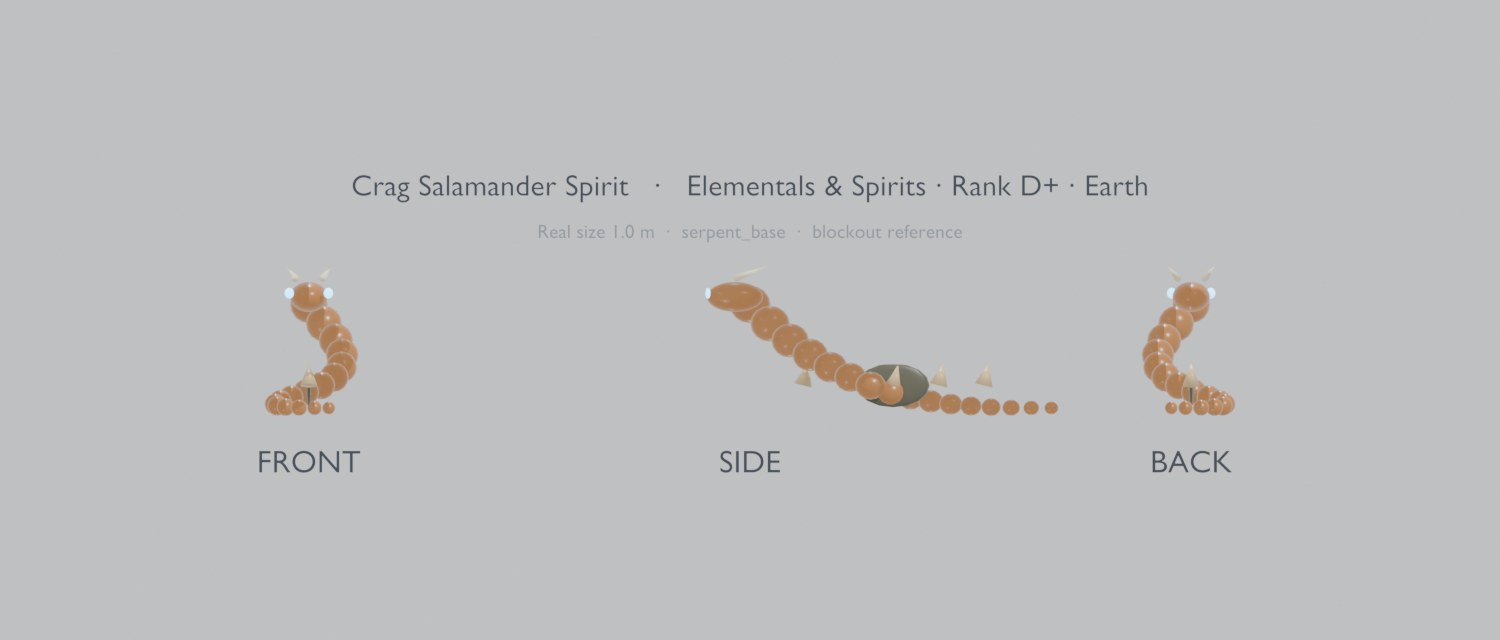 Crag Salamander Spirit · Elementals & Spirits · Rank D+ · Earth
Real size 1.0 m · serpent_base · blockout reference
FRONT
SIDE
BACK